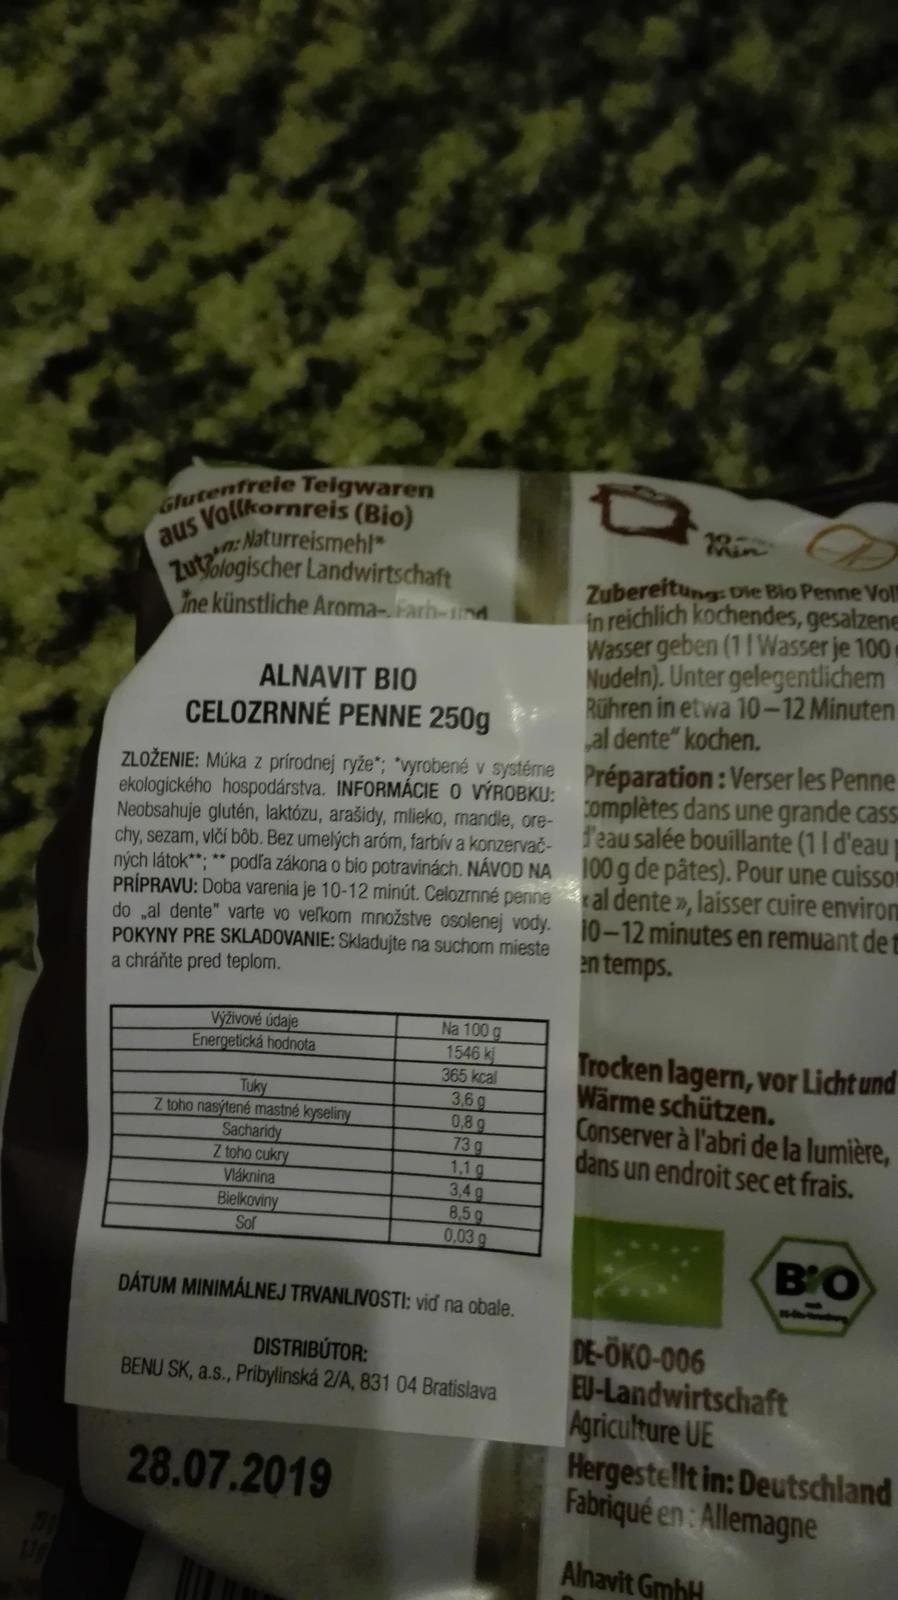 Glutenfreie Teigwaren
aus Vollkornreis (Bio)
Naturreismehl*
ologischer Landwirtschaft
ne künstliche Aroma-, Farb- und
ALNAVIT BIO
CELOZRNNÉ PENNE 250g
ZLOŽENIE: Múka z prírodnej ryže*; *vyrobené v systéme
ekologického hospodárstva. INFORMÁCIE O VÝROBKU:
Neobsahuje glutén, laktózu, arašidy, mlieko, mandle, ore-
chy, sezam, vlčí bôb. Bez umelých aróm, farbív a konzervač-
ných látok**; ** podľa zákona o bio potravinách. NÁVOD NA
PRÍPRAVU: Doba varenia je 10-12 minút. Celozrnné penne
do „al dente" varte vo veľkom množstve osolenej vody.
POKYNY PRE SKLADOVANIE: Skladujte na suchom mieste
a chráňte pred teplom.
Výživové údaje Na 100 g
Energetická hodnota 1546 kj
365 kcal
Tuky 3,6 g
Z toho nasýtené mastné kyseliny 0,8 g
Sacharidy 73 g
Z toho cukry 1,1 g
Vláknina 3,4 g
Bielkoviny 8,5 g
Soľ 0,03 g
DÁTUM MINIMÁLNEJ TRVANLIVOSTI: viď na obale.
DISTRIBÚTOR:
BENU SK, a.s., Pribylinská 2/A, 831 04 Bratislava
28.07.2019
Min
Zubereitung: Die Bio Penne Voll
in reichlich kochendes, gesalzene
Wasser geben (1 l Wasser je 100
Nudeln). Unter gelegentlichem
Rühren in etwa 10–12 Minuten
„al dente“ kochen.
Préparation : Verser les Penne
complètes dans une grande cass
d'eau salée bouillante (1 l d'eau
100 g de pâtes). Pour une cuisso
« al dente », laisser cuire environ
10–12 minutes en remuant de t
en temps.
Trocken lagern, vor Licht und
Wärme schützen.
Conserver à l'abri de la lumière,
dans un endroit sec et frais.
BIO
DE-ÖKO-006
EU-Landwirtschaft
Agriculture UE
Hergestellt in: Deutschland
Fabriqué en : Allemagne
Alnavit GmbH